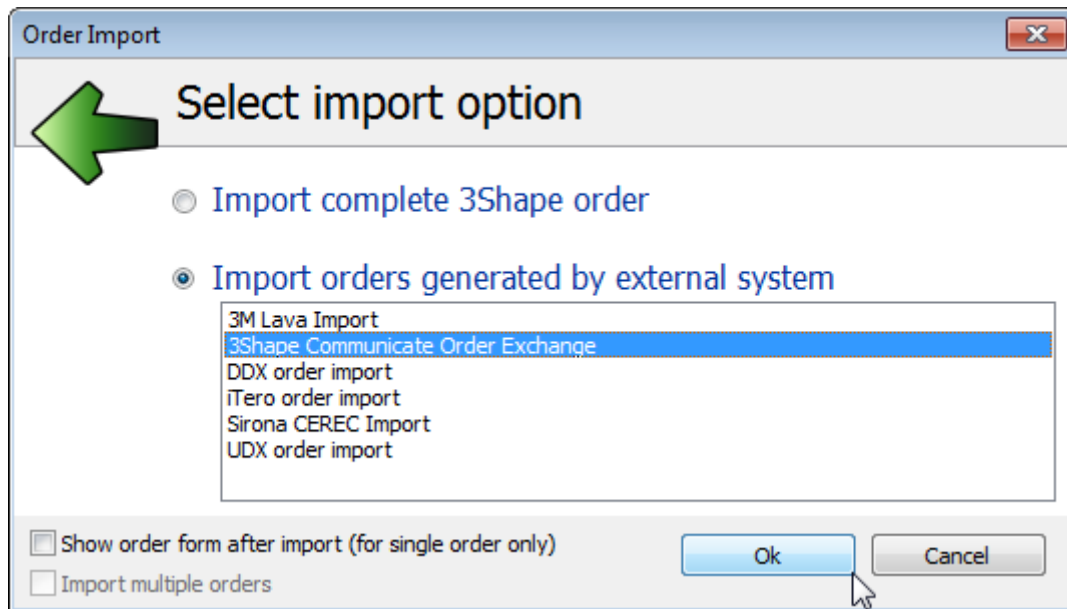 Order Import
Select import option
Import complete 3Shape order
Import orders generated by external system
3M Lava Import
3Shape Communicate Order Exchange
DDX order import
iTero order import
Sirona CEREC Import
UDX order import
Show order form after import (for single order only)
Ok
Cancel
Import multiple orders